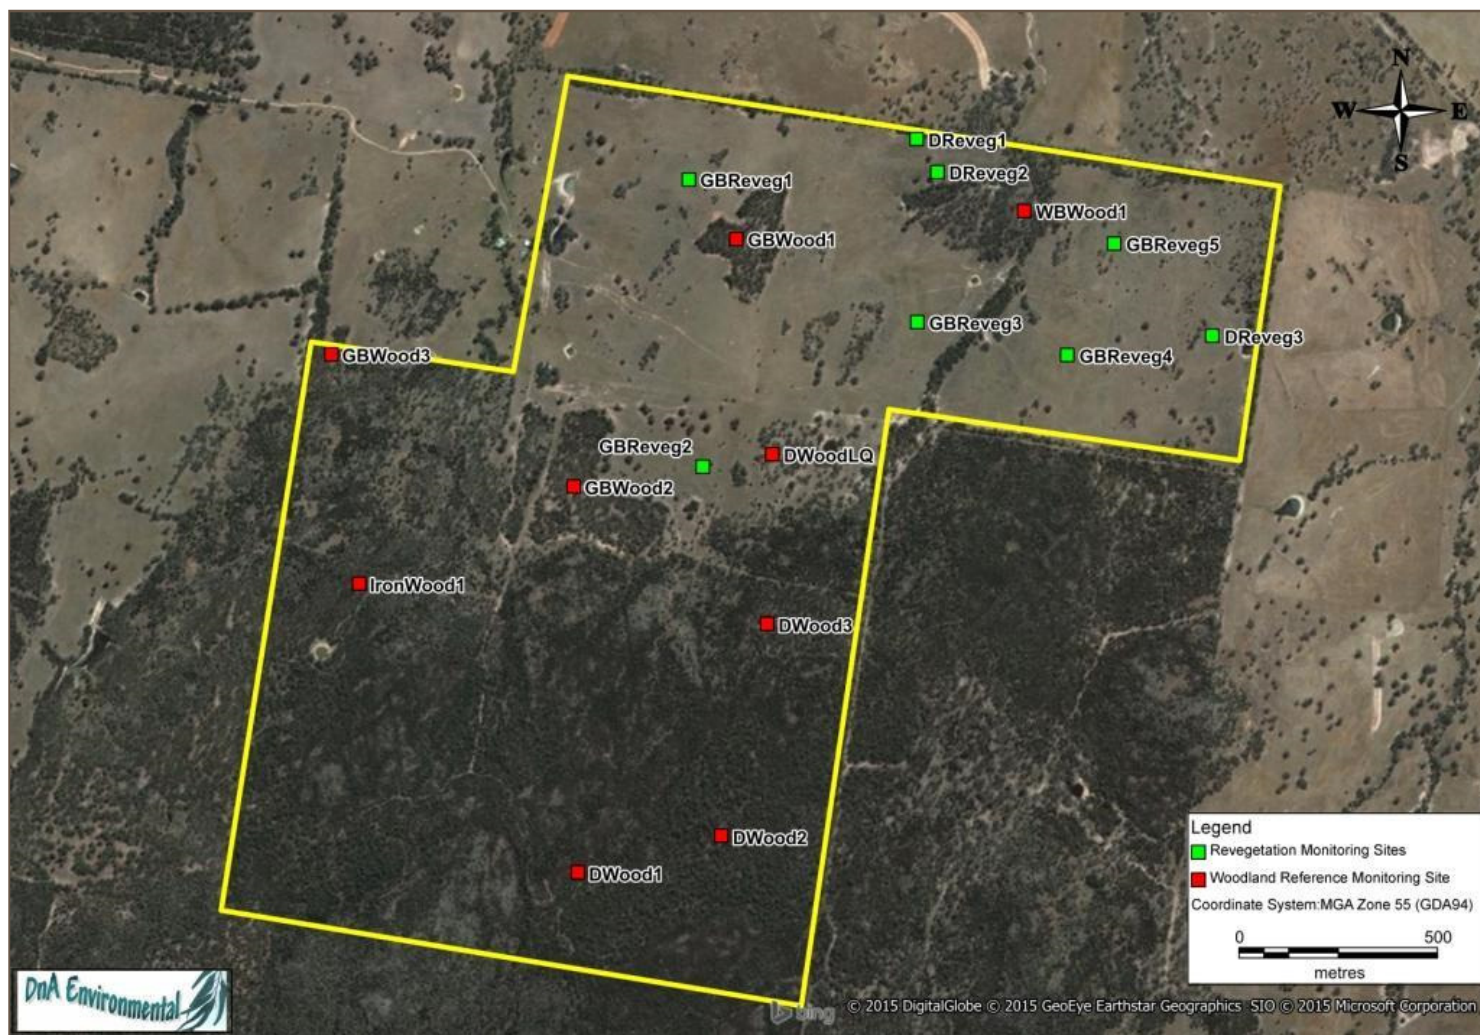 N
W E
S
DReveg1
DReveg2
GBReveg1
WBWood1
GBWood1
GBReveg5
GBReveg3
DReveg3
GBWood3
GBReveg4
GBReveg2
DWoodLQ
GBWood2
IronWood1
DWood3
DWood2
DWood1
Legend
Revegetation Monitoring Sites
Woodland Reference Monitoring Site
Coordinate System:MGA Zone 55 (GDA94)
0 500
metres
DnA Environmental
bing
© 2015 DigitalGlobe © 2015 GeoEye Earthstar Geographics SIO © 2015 Microsoft Corporation